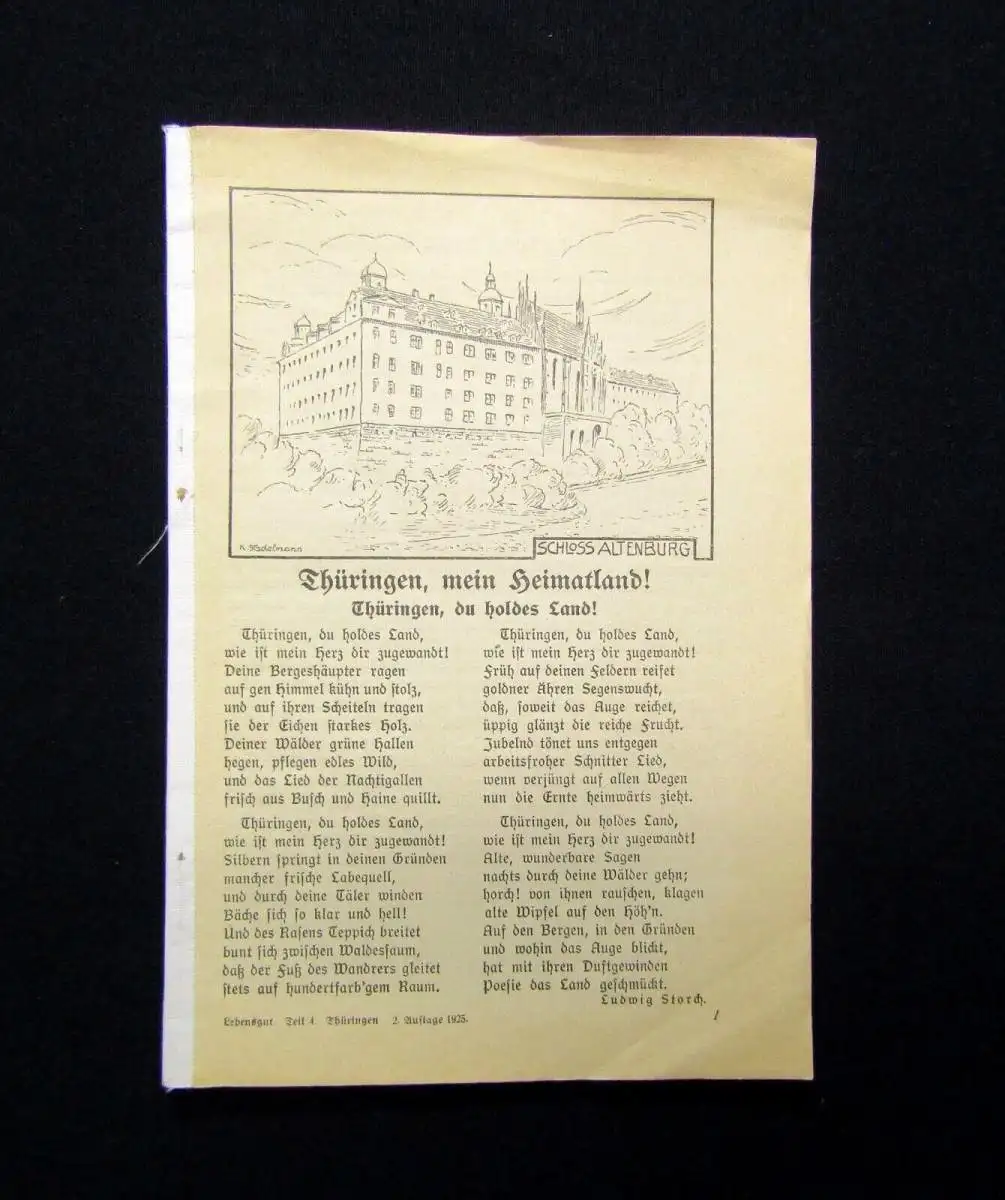 SCHLOSS ALTENBURG
Thüringen, mein Heimatland!
Thüringen, du holdes Land!
Thüringen, du holdes Land,
wie ist mein Herz dir zugewandt!
Deine Bergeshäupter ragen
auf gen Himmel kühn und stolz,
und auf ihren Scheiteln tragen
sie der Eichen starkes Holz.
Deiner Wälder grüne Hallen
hegen, pflegen edles Wild,
und das Lied der Nachtigallen
frisch aus Busch und Haine quillt.
Thüringen, du holdes Land,
wie ist mein Herz dir zugewandt!
Silbern springt in deinen Gründen
mancher frische Labequell,
und durch deine Täler winden
Bäche sich so klar und hell!
Und des Rasens Teppich breitet
bunt sich zwischen Waldessaum,
daß der Fuß des Wandrers gleitet
stets auf hundertfarb'gem Raum.
Thüringen, du holdes Land,
wie ist mein Herz dir zugewandt!
Früh auf deinen Feldern reifet
goldner Ähren Segenswucht,
daß, soweit das Auge reichet,
üppig glänzt die reiche Frucht.
Jubelnd tönet uns entgegen
arbeitsfroher Schnitter Lied,
wenn verjüngt auf allen Wegen
nun die Ernte heimwärts zieht.
Thüringen, du holdes Land,
wie ist mein Herz dir zugewandt!
Alte, wunderbare Sagen
nachts durch deine Wälder gehn;
horch! von ihnen rauschen, klagen
alte Wipfel auf den Höh'n.
Auf den Bergen, in den Gründen
und wohin das Auge blickt,
hat mit ihren Duftgewinden
Poesie das Land geschmückt.
Ludwig Storch.
Lebensgut Teil 4 Thüringen 2. Auflage 1925.
1